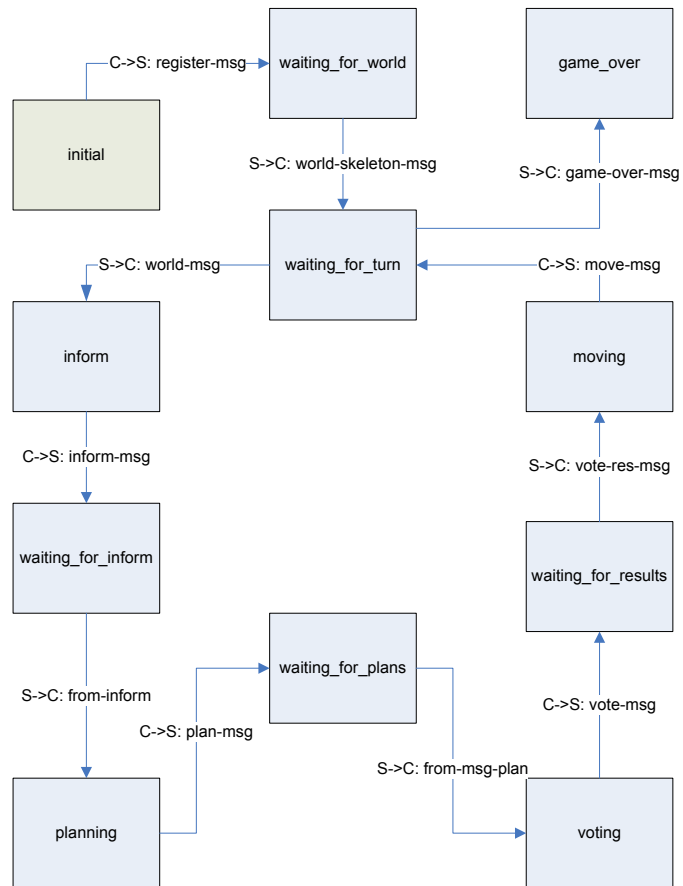 waiting_for_world
game_over
C->S: register-msg
initial
S->C: world-skeleton-msg
S->C: game-over-msg
S->C: world-msg
waiting_for_turn
C->S: move-msg
inform
moving
C->S: inform-msg
S->C: vote-res-msg
waiting_for_inform
waiting_for_results
S->C: from-inform
waiting_for_plans
C->S: vote-msg
C->S: plan-msg
S->C: from-msg-plan
planning
voting